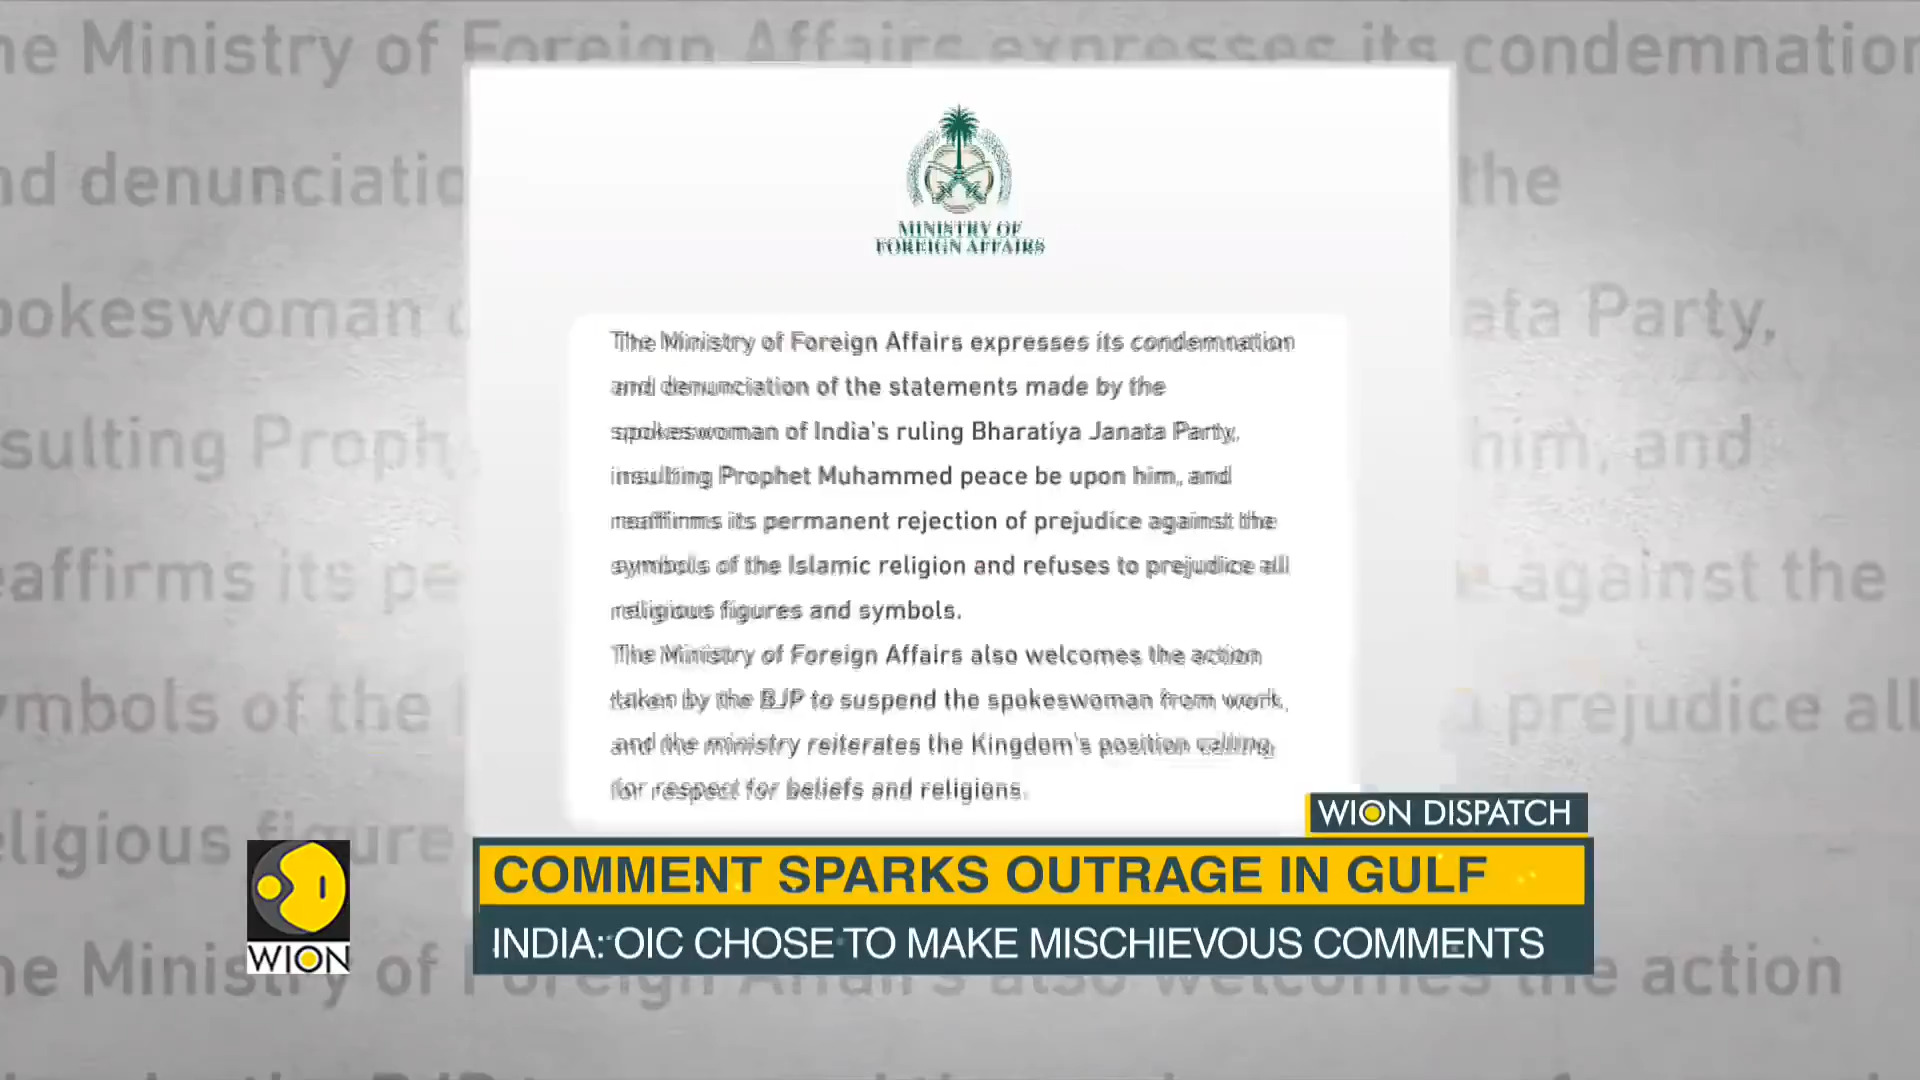 MINISTRY OF
FOREIGN AFFAIRS
The Ministry of Foreign Affairs expresses its condemnation
and denunciation of the statements made by the
spokeswoman of India's ruling Bharatiya Janata Party,
insulting Prophet Muhammed peace be upon him, and
reaffirms its permanent rejection of prejudice against the
symbols of the Islamic religion and refuses to prejudice all
religious figures and symbols.
The Ministry of Foreign Affairs also welcomes the action
taken by the BJP to suspend the spokeswoman from work,
and the ministry reiterates the Kingdom's position calling
for respect for beliefs and religions.
WION DISPATCH
COMMENT SPARKS OUTRAGE IN GULF
INDIA: OIC CHOSE TO MAKE MISCHIEVOUS COMMENTS
WION